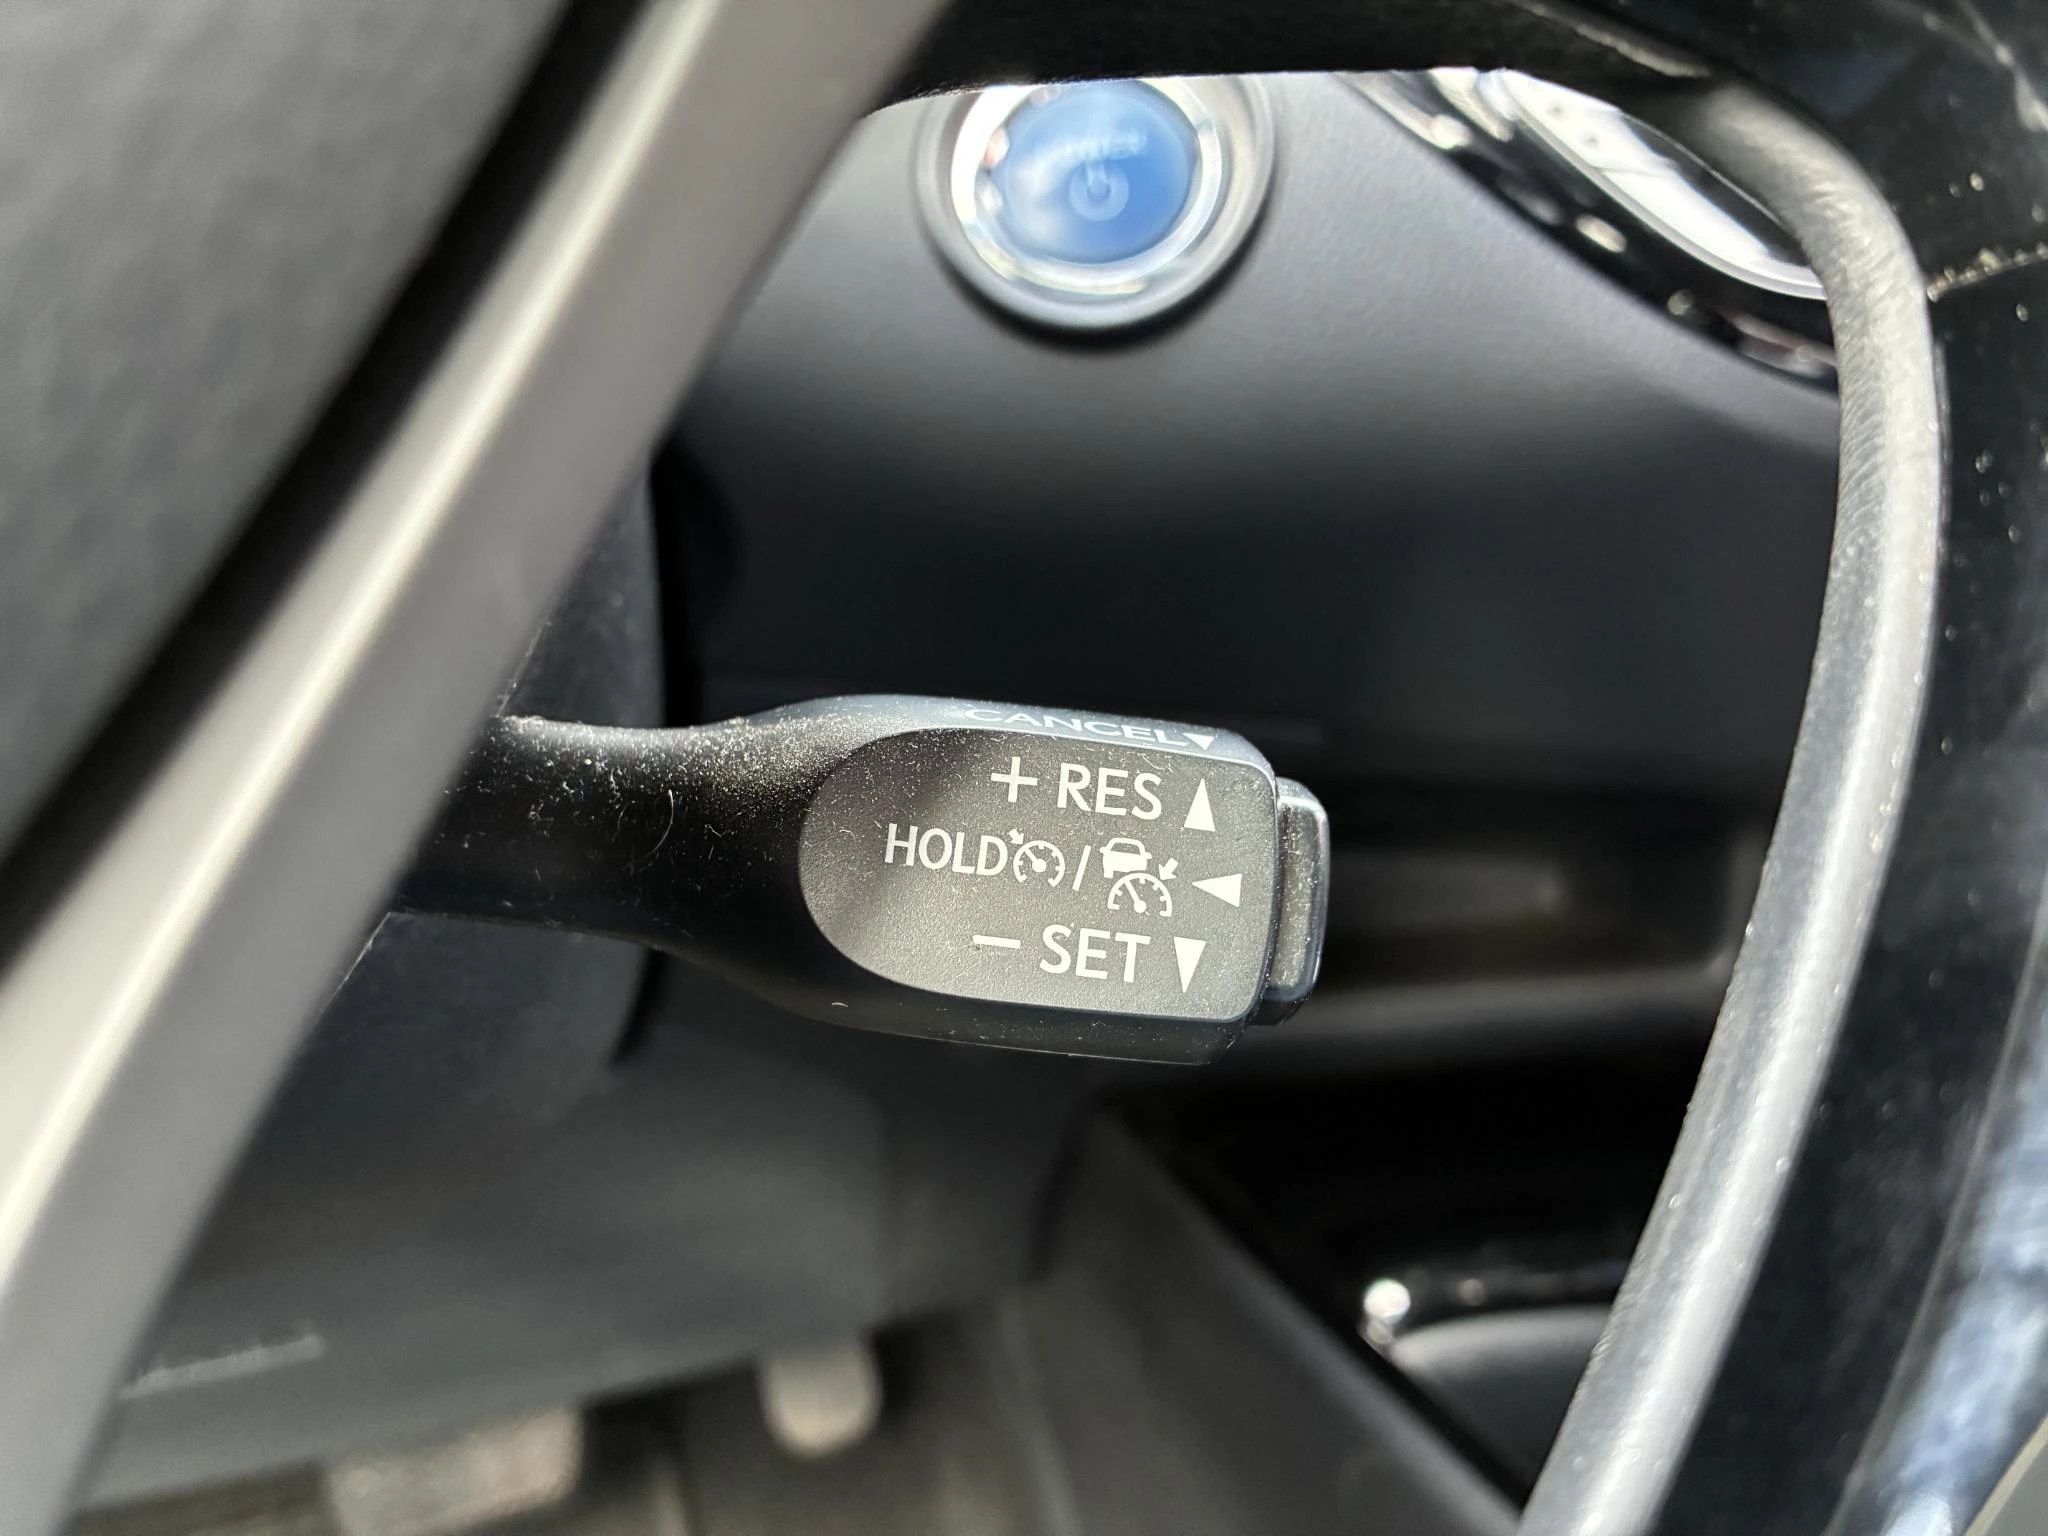 CANCEL▼
+ RES ▲
HOLD / ◀
− SET ▼